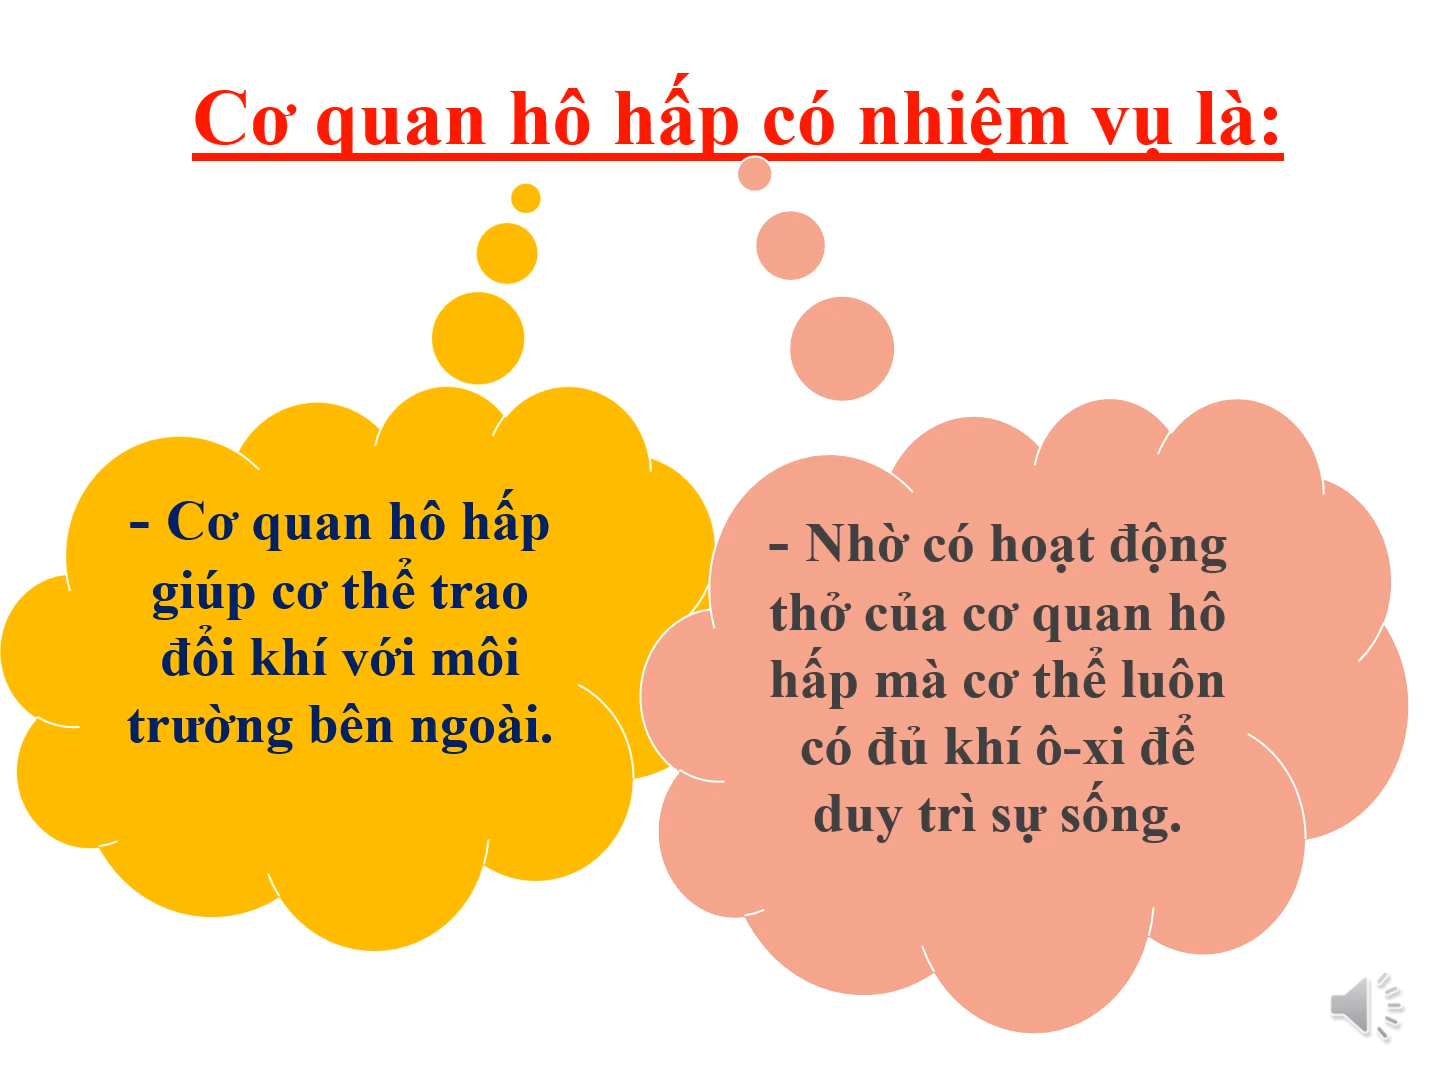 Cơ quan hô hấp có nhiệm vụ là:
- Cơ quan hô hấp
giúp cơ thể trao
đổi khí với môi
trường bên ngoài.
- Nhờ có hoạt động
thở của cơ quan hô
hấp mà cơ thể luôn
có đủ khí ô-xi để
duy trì sự sống.